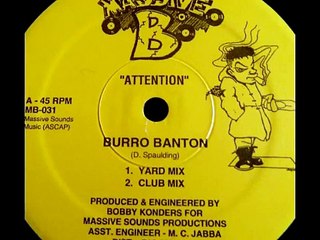 MASSIVE
B
D.
D.
"ATTENTION"
A - 45 RPM
MB-031
Massive Sounds
Music (ASCAP)
BURRO BANTON
(D. Spaulding)
1. YARD MIX
2. CLUB MIX
PRODUCED & ENGINEERED BY
BOBBY KONDERS FOR
MASSIVE SOUNDS PRODUCTIONS
ASST. ENGINEER - M. C. JABBA